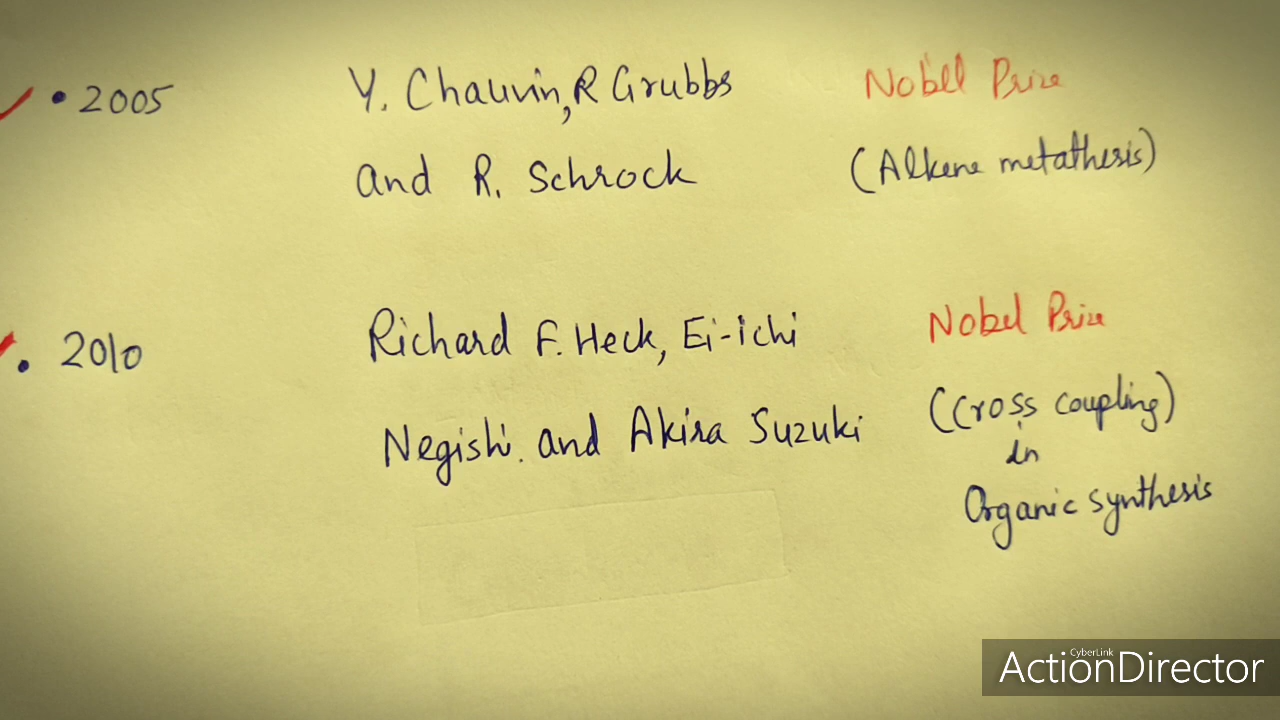 • 2005 Y. Chauvin, R Grubbs Nobel Prize
and R. Schrock (Alkene metathesis)
• 2010 Richard F. Heck, Ei-ichi Nobel Prize
Negishi. and Akira Suzuki (Cross coupling)
in
Organic synthesis
CyberLink
ActionDirector